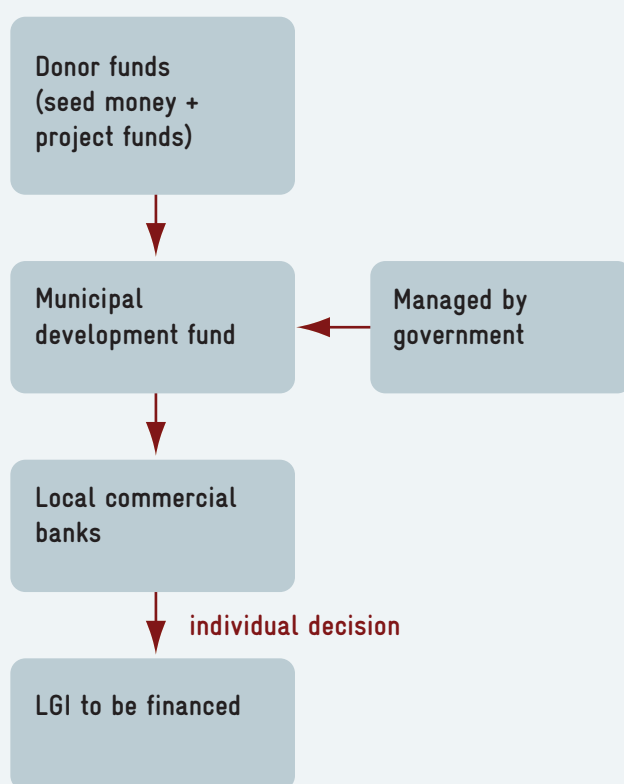 Donor funds
(seed money +
project funds)
Municipal
development fund
Managed by
government
Local commercial
banks
individual decision
LGI to be financed